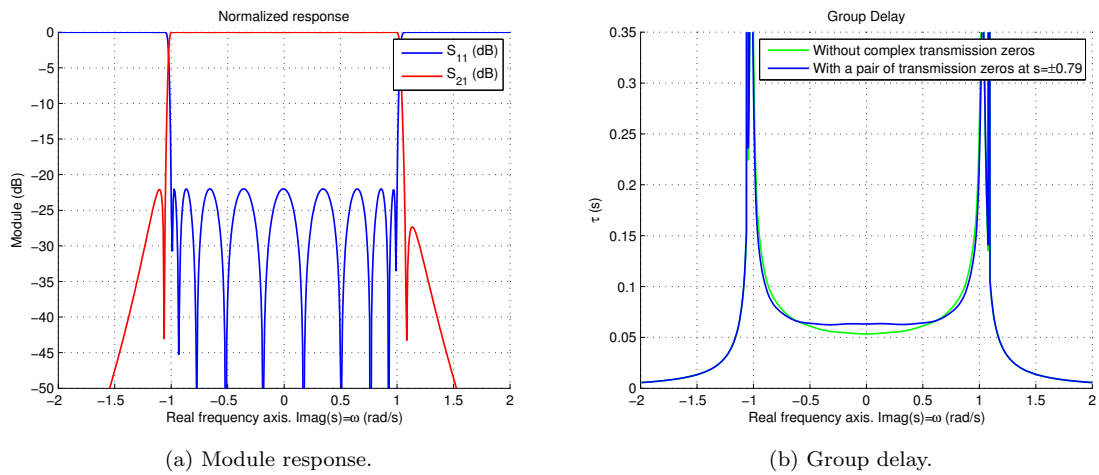 Normalized response
S11 (dB)
S21 (dB)
0
−5
−10
−15
−20
−25
−30
−35
−40
−45
−50
Module (dB)
−2 −1.5 −1 −0.5 0 0.5 1 1.5 2
Real frequency axis. Imag(s)=ω (rad/s)
(a) Module response.
Group Delay
Without complex transmission zeros
With a pair of transmission zeros at s=±0.79
0.35
0.3
0.25
0.2
0.15
0.1
0.05
0
τ (s)
−2 −1.5 −1 −0.5 0 0.5 1 1.5 2
Real frequency axis. Imag(s)=ω (rad/s)
(b) Group delay.